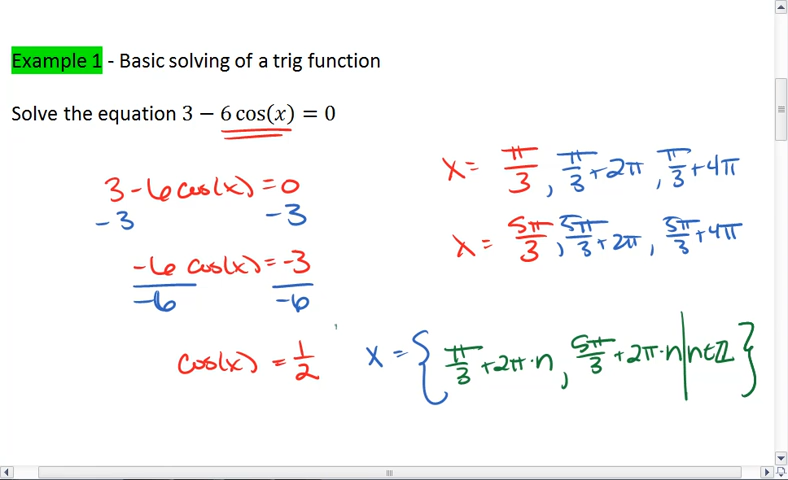 Example 1 - Basic solving of a trig function
Solve the equation 3 − 6 cos(x) = 0
3 - 6 cos(x) = 0
-3 -3
-6 cos(x) = -3
-6 -6
cos(x) = 1/2
x = π/3, π/3 + 2π, π/3 + 4π
x = 5π/3, 5π/3 + 2π, 5π/3 + 4π
x = { π/3 + 2π·n, 5π/3 + 2π·n | n∈ℤ }